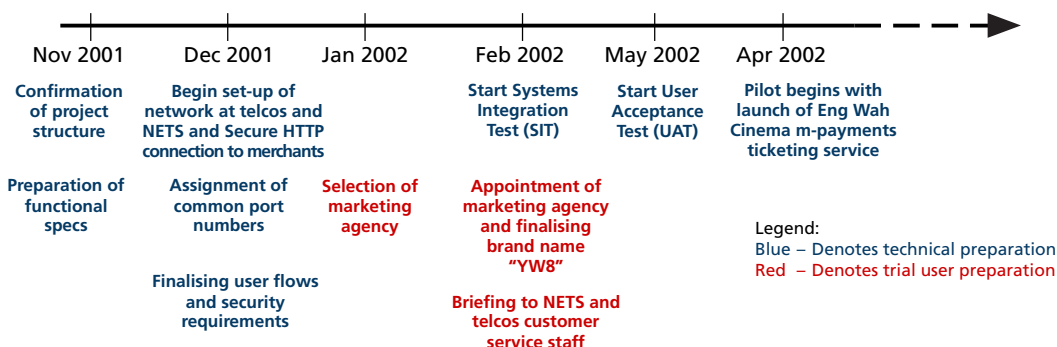 Nov 2001
Dec 2001
Jan 2002
Feb 2002
May 2002
Apr 2002
Confirmation
of project
structure
Begin set-up of
network at telcos and
NETS and Secure HTTP
connection to merchants
Start Systems
Integration
Test (SIT)
Start User
Acceptance
Test (UAT)
Pilot begins with
launch of Eng Wah
Cinema m-payments
ticketing service
Preparation of
functional
specs
Assignment of
common port
numbers
Selection of
marketing
agency
Appointment of
marketing agency
and finalising
brand name
“YW8”
Finalising user flows
and security
requirements
Briefing to NETS and
telcos customer
service staff
Legend:
Blue – Denotes technical preparation
Red – Denotes trial user preparation